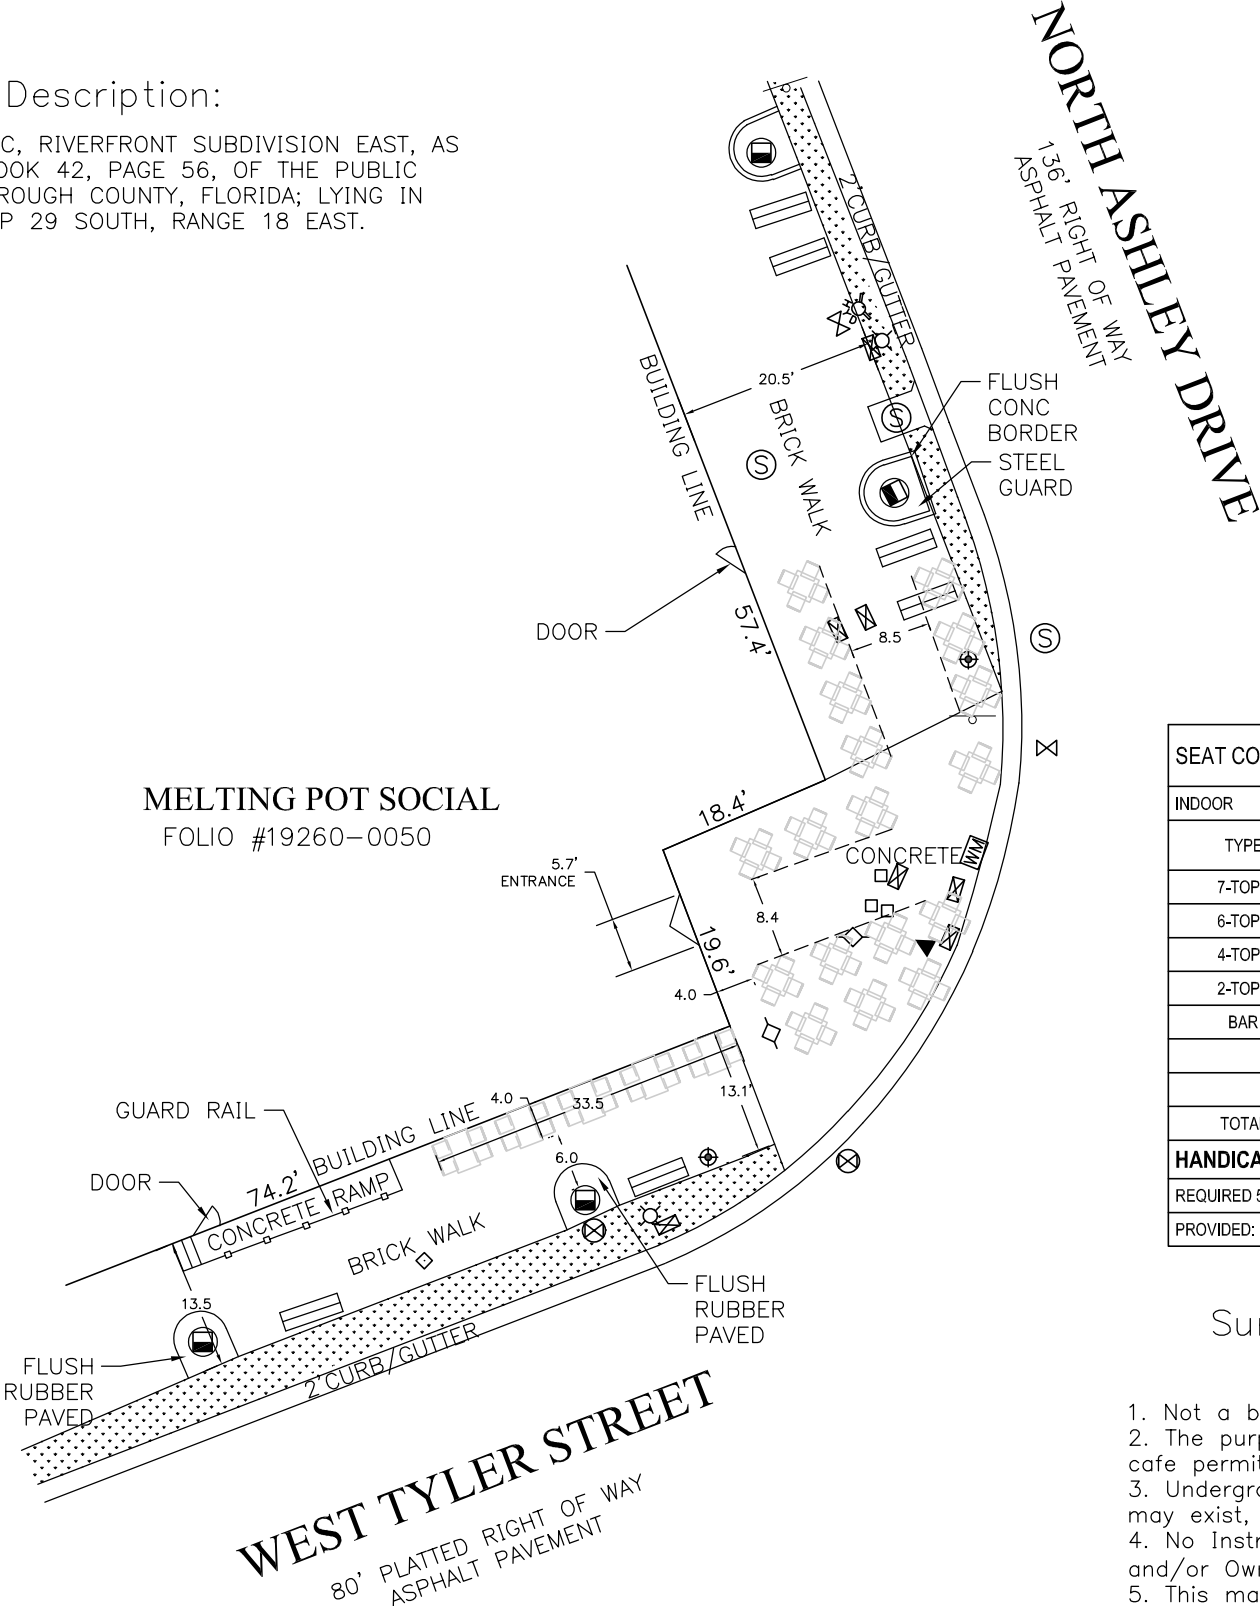 Description:
C, RIVERFRONT SUBDIVISION EAST, AS
OOK 42, PAGE 56, OF THE PUBLIC
ROUGH COUNTY, FLORIDA; LYING IN
P 29 SOUTH, RANGE 18 EAST.
NORTH ASHLEY DRIVE
136' RIGHT OF WAY
ASPHALT PAVEMENT
2'CURB/GUTTER
BUILDING LINE
20.5'
BRICK WALK
FLUSH
CONC
BORDER
STEEL
GUARD
S
S
S
DOOR
57.4'
8.5
MELTING POT SOCIAL
FOLIO #19260-0050
18.4'
5.7'
ENTRANCE
CONCRETE
WM
8.4
19.6'
4.0
13.1'
GUARD RAIL
BUILDING LINE
4.0
33.5
6.0
DOOR
74.2'
CONCRETE RAMP
BRICK WALK
13.5
FLUSH
RUBBER
PAVED
FLUSH
RUBBER
PAVED
2'CURB/GUTTER
WEST TYLER STREET
80' PLATTED RIGHT OF WAY
ASPHALT PAVEMENT
SEAT CO
INDOOR
TYPE
7-TOP
6-TOP
4-TOP
2-TOP
BAR
TOTA
HANDICA
REQUIRED 5
PROVIDED:
Su
1. Not a b
2. The purp
cafe permit
3. Undergro
may exist,
4. No Instr
and/or Own
5. This ma